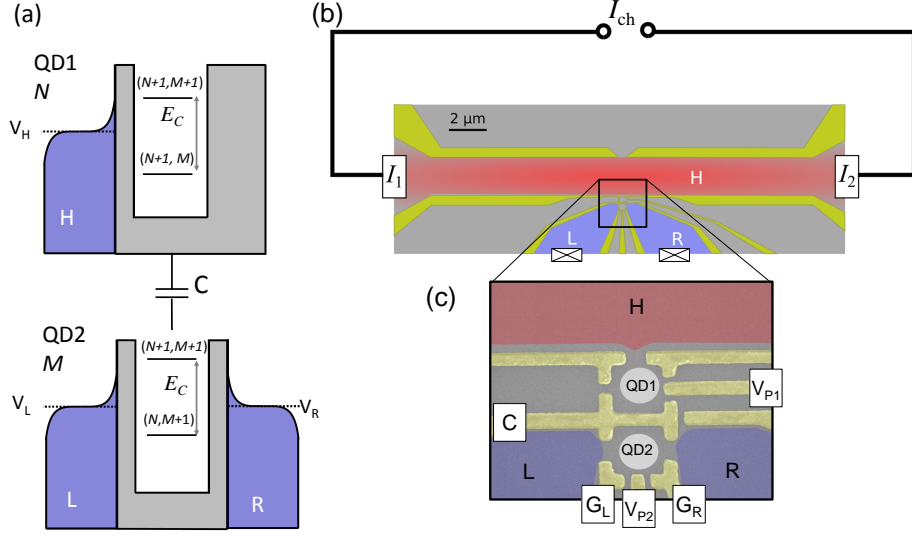 (a)
QD1
N
(N+1,M+1)
E_C
V_H
(N+1, M)
H
C
QD2
M
(N+1,M+1)
E_C
V_L
V_R
(N,M+1)
L
R
(b)
I_ch
2 μm
I_1
H
I_2
L
R
(c)
H
QD1
V_P1
C
QD2
L
R
G_L
V_P2
G_R